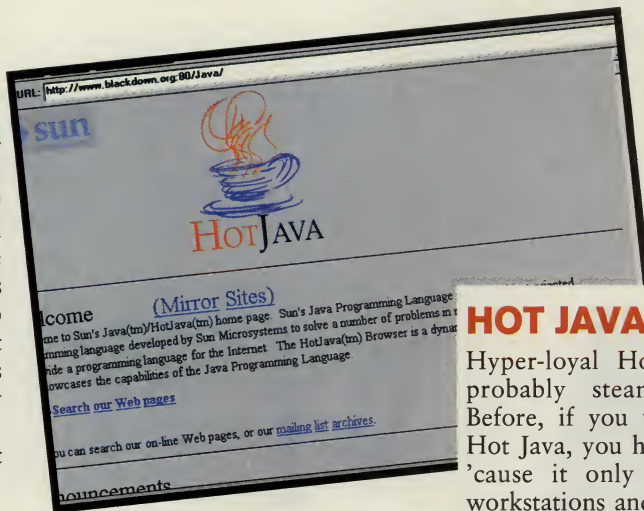 URL: http://www.blackdown.org:80/Java/
sun
HOTJAVA
(Mirror Sites)
lcome
me to Sun's Java(tm)/HotJava(tm) home page. Sun's Java Programming Language
mming language developed by Sun Microsystems to solve a number of problems in
ide a programming language for the Internet. The HotJava(tm) Browser is a dynam
owcases the capabilities of the Java Programming Language.
Search our Web pages
ou can search our on-line Web pages, or our mailing list archives.
nouncements
HOT JAVA
Hyper-loyal Ho
probably steam
Before, if you
Hot Java, you h
'cause it only
workstations and